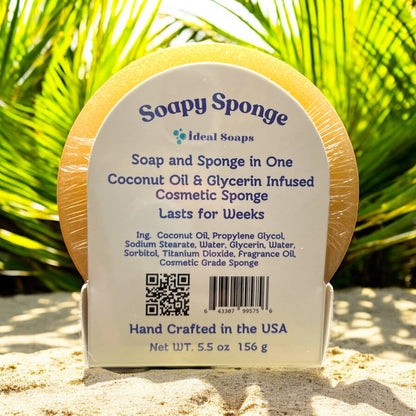 Soapy Sponge
ideal Soaps
Soap and Sponge in One
Coconut Oil & Glycerin Infused
Cosmetic Sponge
Lasts for Weeks
Ing. Coconut Oil, Propylene Glycol,
Sodium Stearate, Water, Glycerin, Water,
Sorbitol, Titanium Dioxide, Fragrance Oil,
Cosmetic Grade Sponge
6 43307 99575 6
Hand Crafted in the USA
Net WT. 5.5 oz 156 g